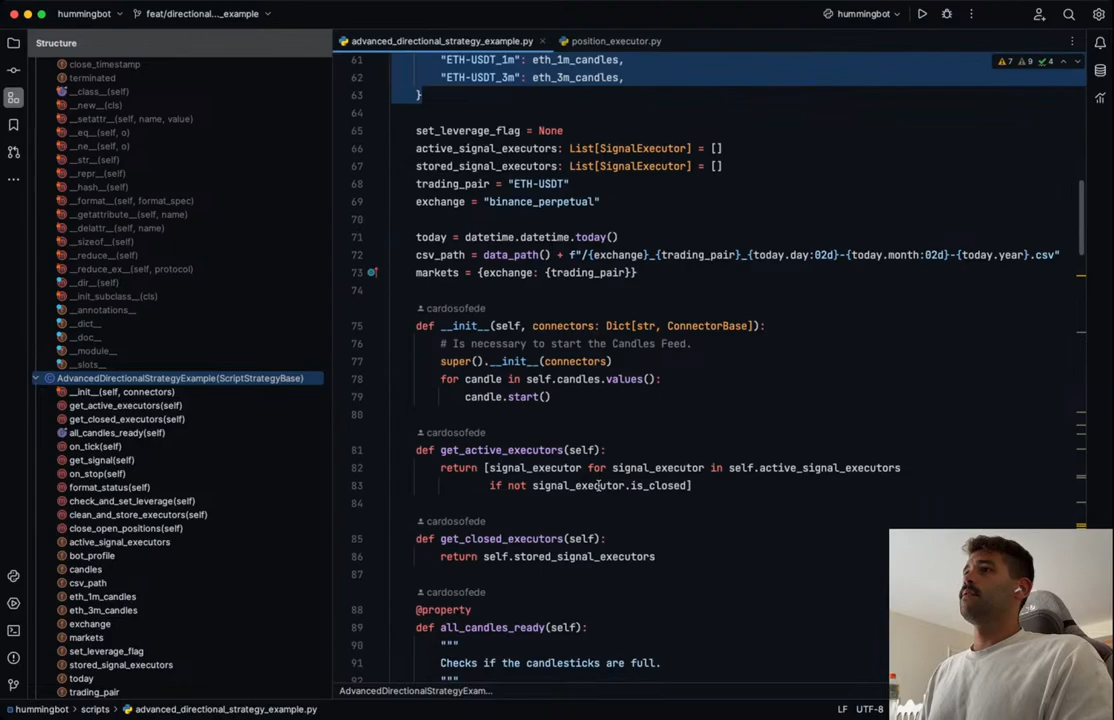 hummingbot
feat/directional..._example
hummingbot
Structure
advanced_directional_strategy_example.py
position_executor.py
close_timestamp
terminated
__class__(self)
__new__(cls)
__setattr__(self, name, value)
__eq__(self, o)
__ne__(self, o)
__str__(self)
__repr__(self)
__hash__(self)
__format__(self, format_spec)
__getattribute__(self, name)
__delattr__(self, name)
__sizeof__(self)
__reduce__(self)
__reduce_ex__(self, protocol)
__dir__(self)
__init_subclass__(cls)
__annotations__
__dict__
__doc__
__module__
__slots__
AdvancedDirectionalStrategyExample(ScriptStrategyBase)
__init__(self, connectors)
get_active_executors(self)
get_closed_executors(self)
all_candles_ready(self)
on_tick(self)
get_signal(self)
on_stop(self)
format_status(self)
check_and_set_leverage(self)
clean_and_store_executors(self)
close_open_positions(self)
active_signal_executors
bot_profile
candles
csv_path
eth_1m_candles
eth_3m_candles
exchange
markets
set_leverage_flag
stored_signal_executors
today
trading_pair
7 9 4
61 "ETH-USDT_1m": eth_1m_candles,
62 "ETH-USDT_3m": eth_3m_candles,
63 }
64
65 set_leverage_flag = None
66 active_signal_executors: List[SignalExecutor] = []
67 stored_signal_executors: List[SignalExecutor] = []
68 trading_pair = "ETH-USDT"
69 exchange = "binance_perpetual"
70
71 today = datetime.datetime.today()
72 csv_path = data_path() + f"/{exchange}_{trading_pair}_{today.day:02d}-{today.month:02d}-{today.year}.csv"
73 markets = {exchange: {trading_pair}}
74
cardosofede
75 def __init__(self, connectors: Dict[str, ConnectorBase]):
76 # Is necessary to start the Candles Feed.
77 super().__init__(connectors)
78 for candle in self.candles.values():
79 candle.start()
80
cardosofede
81 def get_active_executors(self):
82 return [signal_executor for signal_executor in self.active_signal_executors
83 if not signal_executor.is_closed]
84
cardosofede
85 def get_closed_executors(self):
86 return self.stored_signal_executors
87
cardosofede
88 @property
89 def all_candles_ready(self):
90 """
91 Checks if the candlesticks are full.
92 """
AdvancedDirectionalStrategyExam...
hummingbot
scripts
advanced_directional_strategy_example.py
LF UTF-8